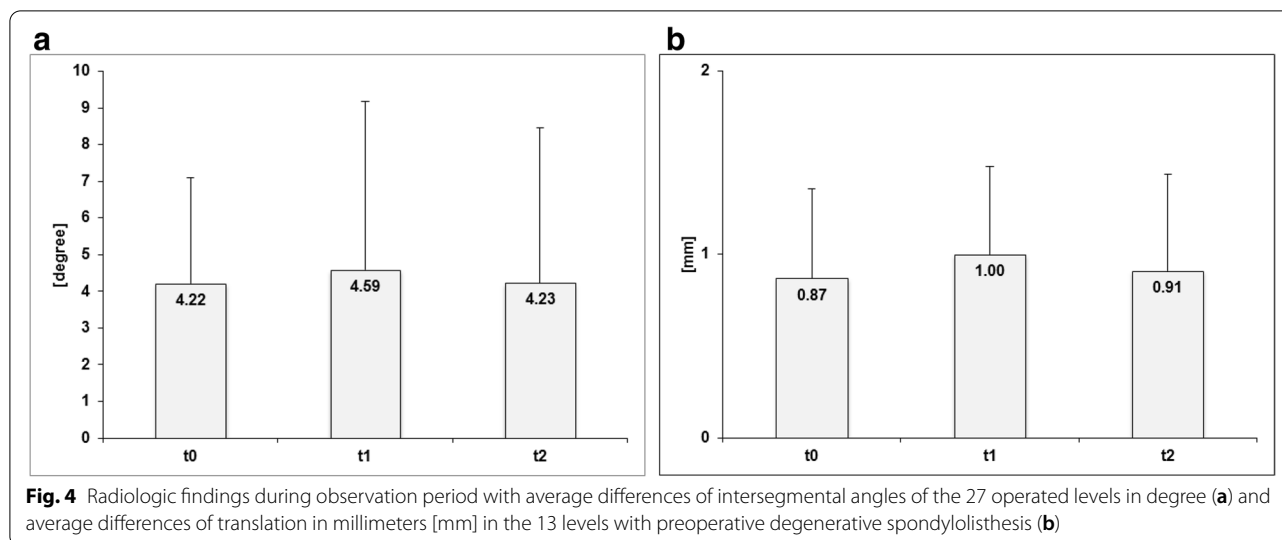 a
10
9
8
7
6
5
4
3
2
1
0
[degree]
4.22
4.59
4.23
t0 t1 t2
b
2
1
0
[mm]
0.87
1.00
0.91
t0 t1 t2
Fig. 4 Radiologic findings during observation period with average differences of intersegmental angles of the 27 operated levels in degree (a) and
average differences of translation in millimeters [mm] in the 13 levels with preoperative degenerative spondylolisthesis (b)